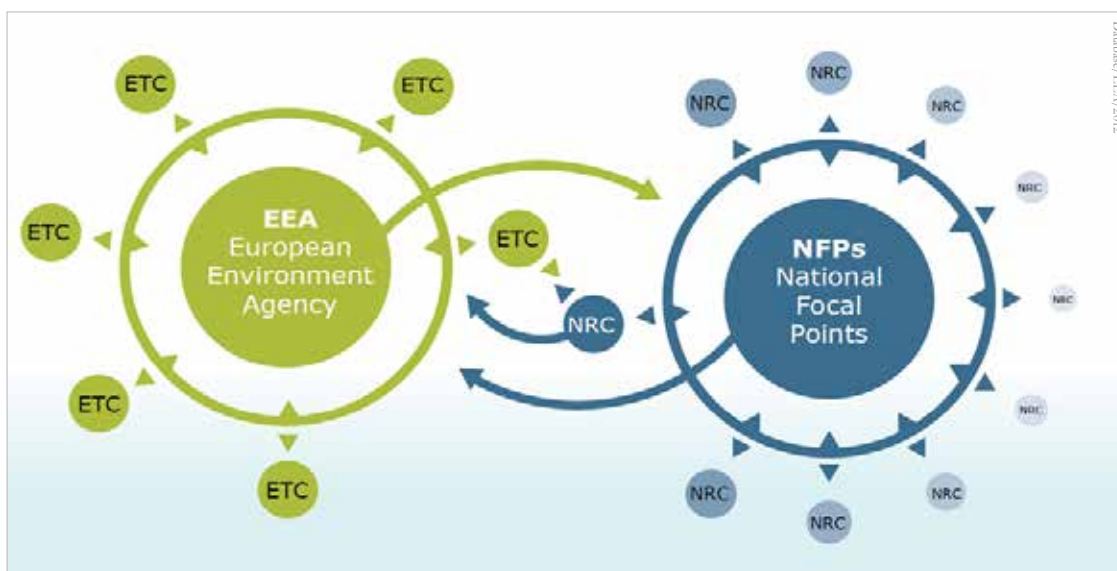 ETC
ETC
ETC
ETC
ETC
ETC
EEA
European
Environment
Agency
NRC
NRC
NRC
NRC
NRC
NRC
NRC
NRC
NRC
NRC
NFPs
National
Focal
Points